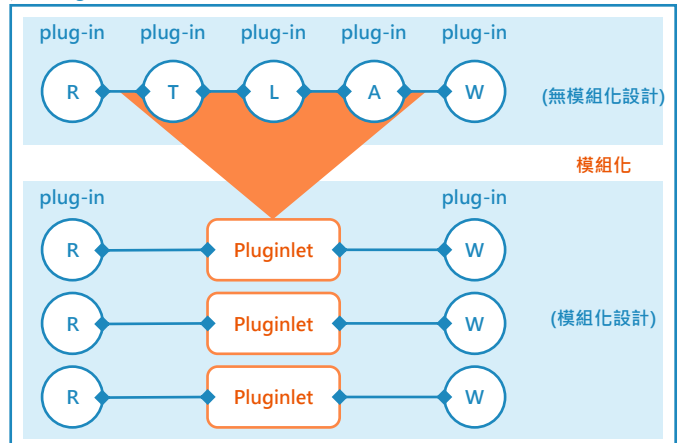 plug-in plug-in plug-in plug-in plug-in
R T L A W
(無模組化設計)
模組化
plug-in plug-in
R Pluginlet W
R Pluginlet W
(模組化設計)
R Pluginlet W